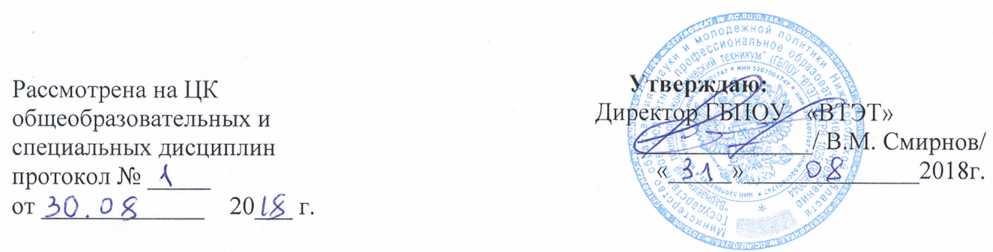 Рассмотрена на ЦК
общеобразовательных и
специальных дисциплин
протокол № 1
от 30.08 2018 г.
Утверждаю:
Директор ГБПОУ «ВТЭТ»
/ В.М. Смирнов/
« 31 » 08 2018г.